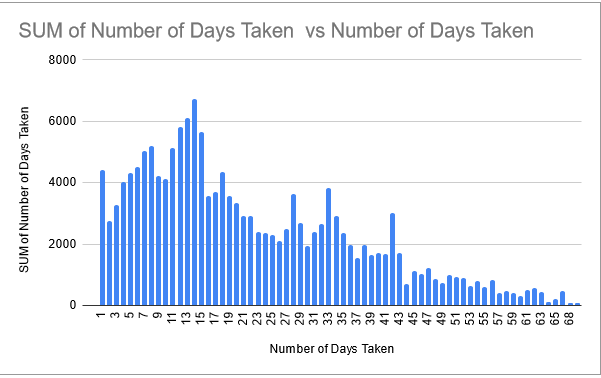 SUM of Number of Days Taken  vs Number of Days Taken
SUM of Number of Days Taken
8000
6000
4000
2000
0
1 3 5 7 9 11 13 15 17 19 21 23 25 27 29 31 33 35 37 39 41 43 45 47 49 51 53 55 57 59 61 63 65 68
Number of Days Taken